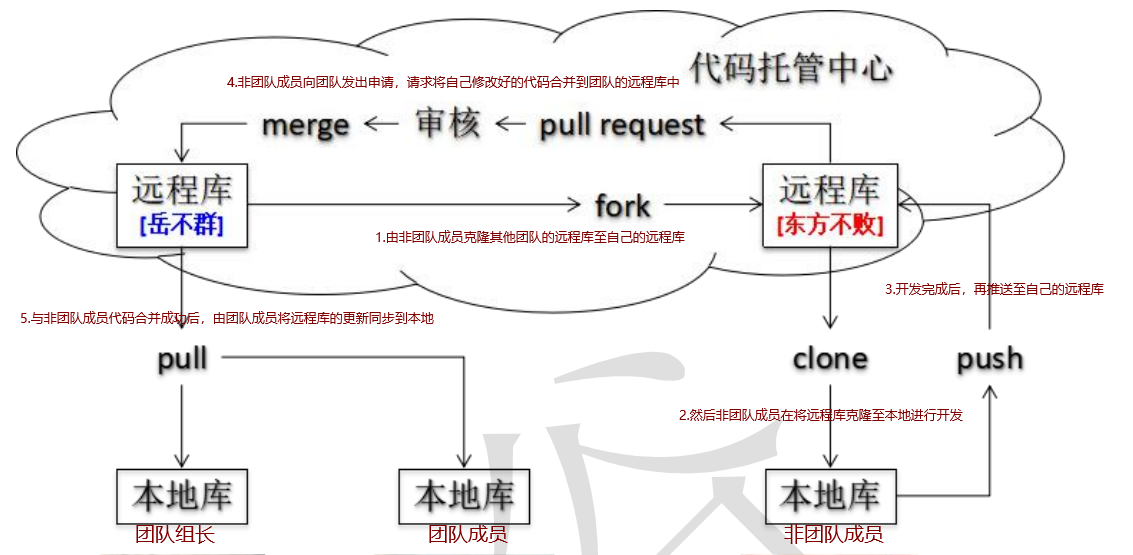 代码托管中心
4.非团队成员向团队发出申请，请求将自己修改好的代码合并到团队的远程库中
merge
审核
pull request
远程库
[岳不群]
fork
远程库
[东方不败]
1.由非团队成员克隆其他团队的远程库至自己的远程库
3.开发完成后，再推送至自己的远程库
5.与非团队成员代码合并成功后，由团队成员将远程库的更新同步到本地
pull
clone
push
2.然后非团队成员在将远程库克隆至本地进行开发
本地库
团队组长
本地库
团队成员
本地库
非团队成员